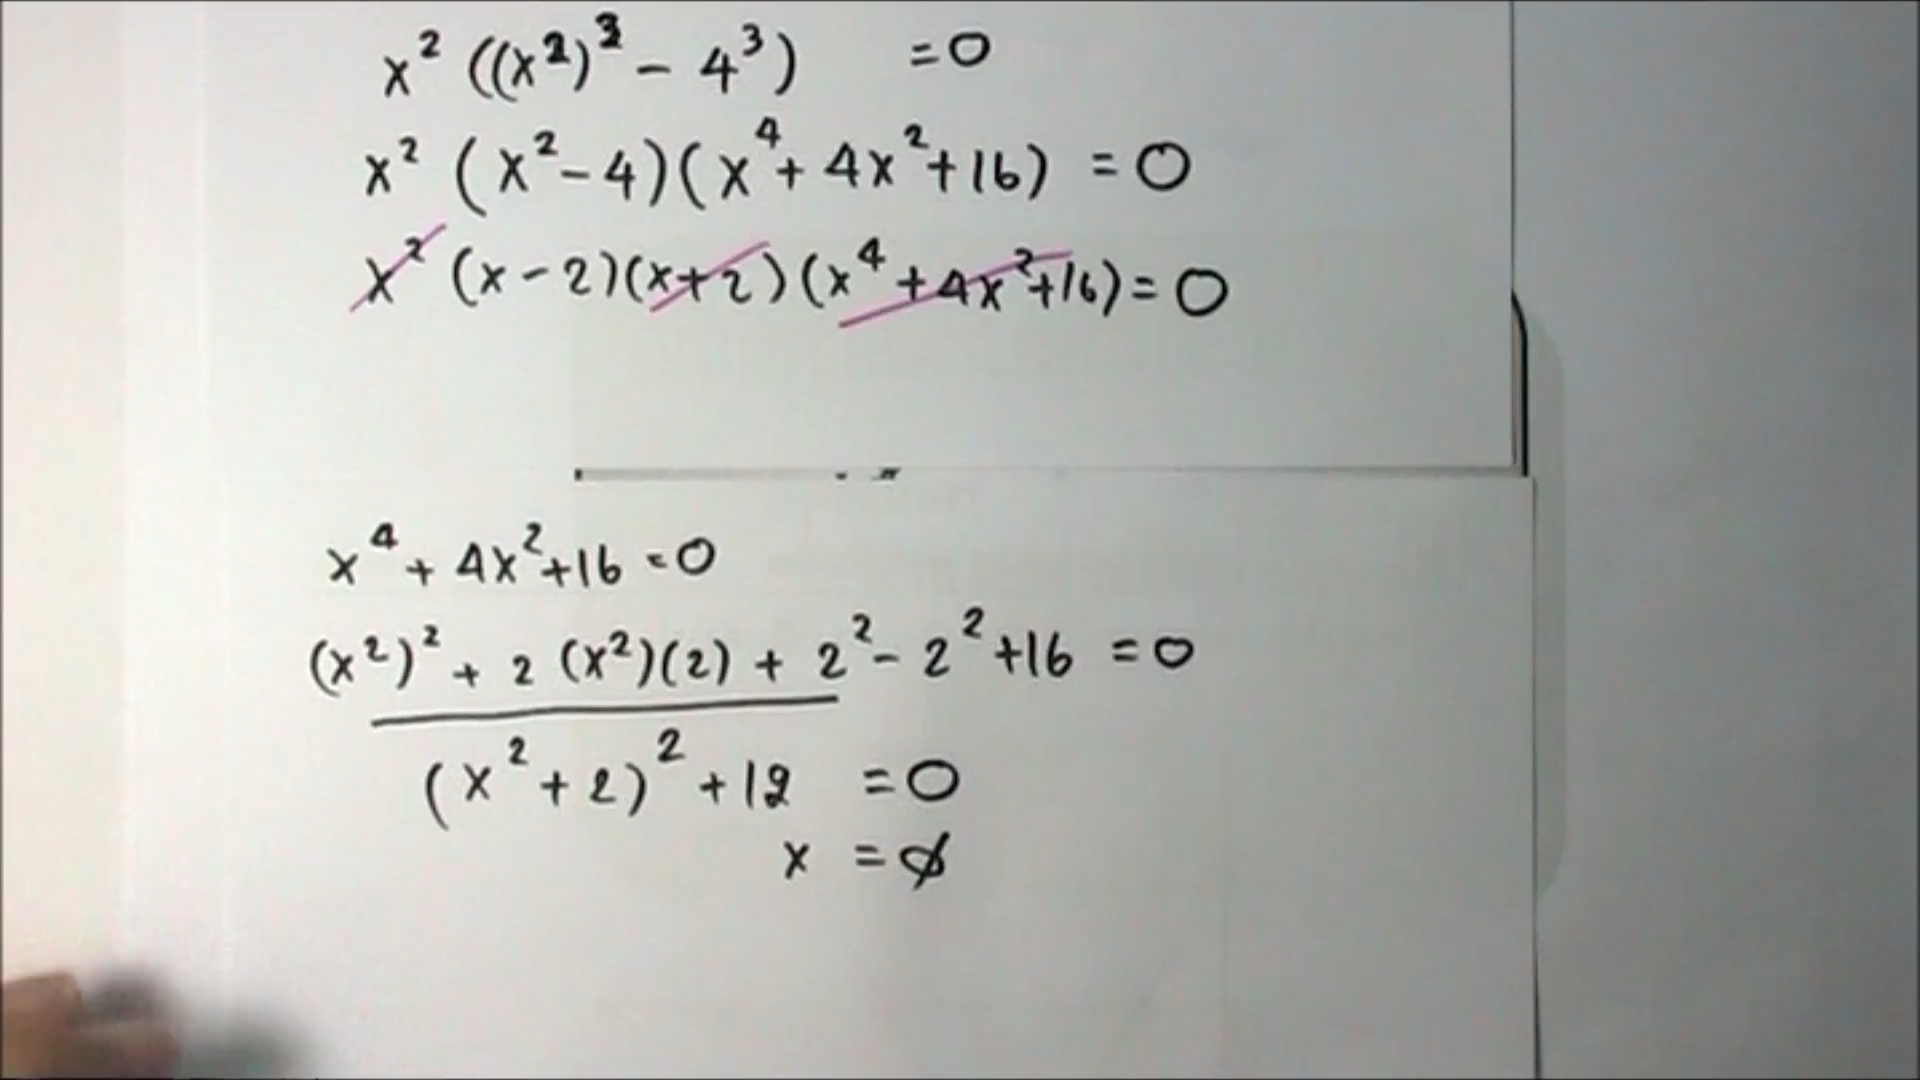 x² ((x²)³ - 4³) = 0
x² (x² - 4)(x⁴ + 4x² + 16) = 0
x² (x - 2)(x + 2)(x⁴ + 4x² + 16) = 0
x⁴ + 4x² + 16 = 0
(x²)² + 2 (x²)(2) + 2² - 2² + 16 = 0
(x² + 2)² + 12 = 0
x = ∅